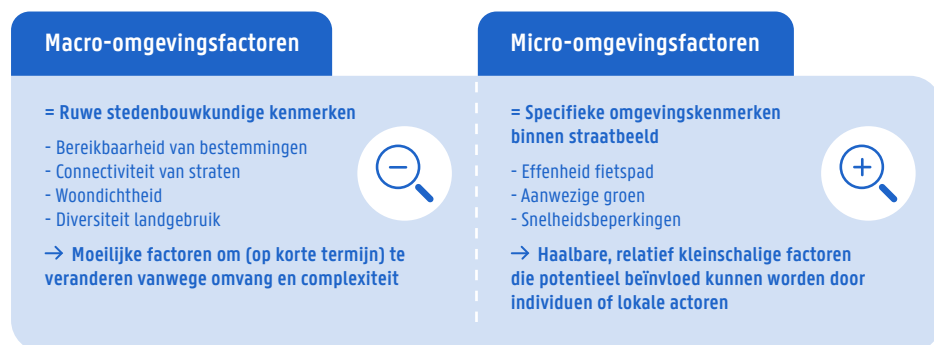 Macro-omgevingsfactoren
= Ruwe stedenbouwkundige kenmerken
- Bereikbaarheid van bestemmingen
- Connectiviteit van straten
- Woondichtheid
- Diversiteit landgebruik
→ Moeilijke factoren om (op korte termijn) te
veranderen vanwege omvang en complexiteit
Micro-omgevingsfactoren
= Specifieke omgevingskenmerken
binnen straatbeeld
- Effenheid fietspad
- Aanwezige groen
- Snelheidsbeperkingen
→ Haalbare, relatief kleinschalige factoren
die potentieel beïnvloed kunnen worden door
individuen of lokale actoren